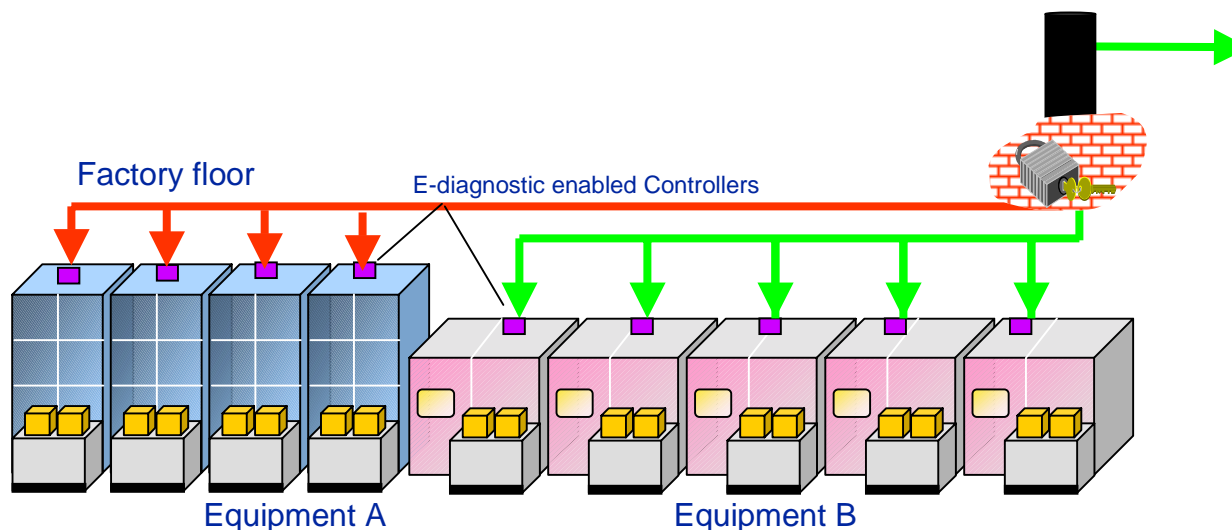 Factory floor
E-diagnostic enabled Controllers
Equipment A
Equipment B